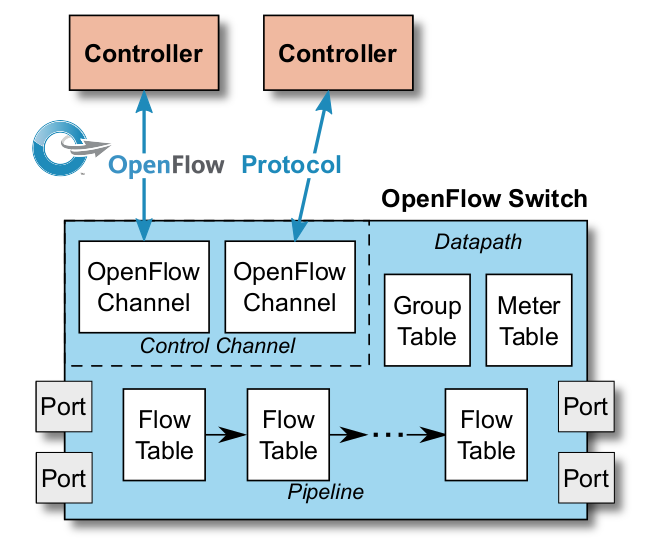 Controller
Controller
OpenFlow Protocol
OpenFlow Switch
OpenFlow
Channel
OpenFlow
Channel
Control Channel
Datapath
Group
Table
Meter
Table
Port
Port
Flow
Table
Flow
Table
...
Flow
Table
Pipeline
Port
Port